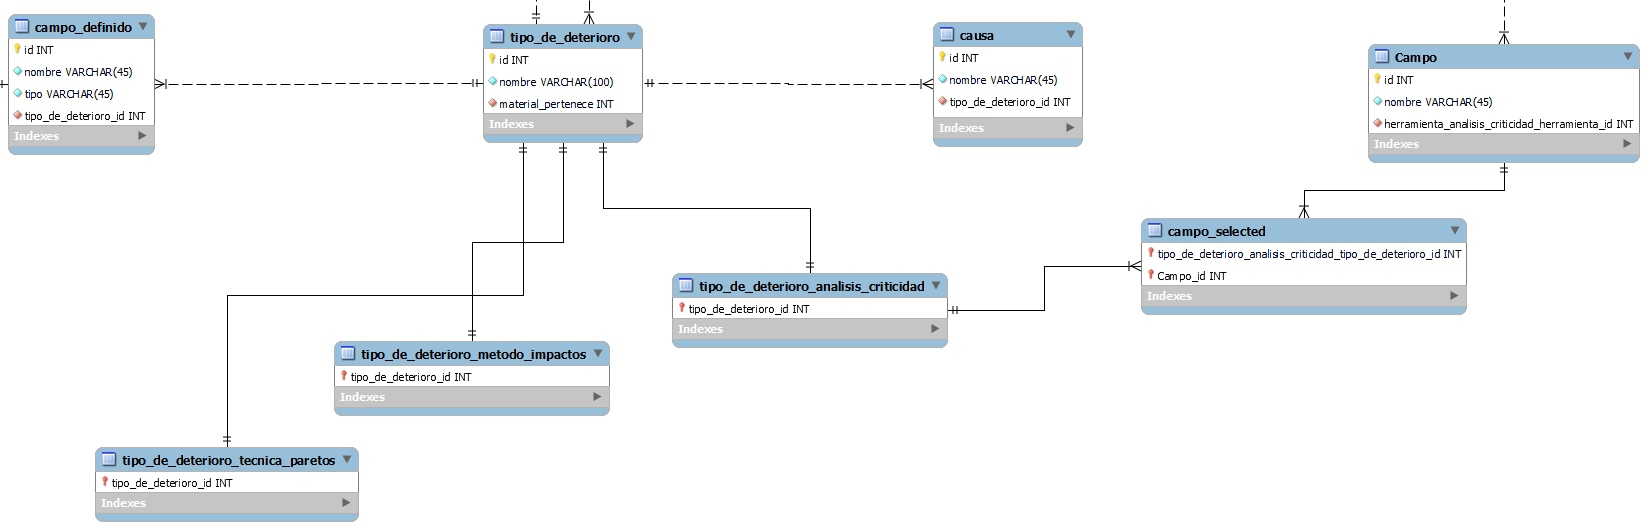 campo_definido
id INT
nombre VARCHAR(45)
tipo VARCHAR(45)
tipo_de_deterioro_id INT
Indexes
tipo_de_deterioro
id INT
nombre VARCHAR(100)
material_pertenece INT
Indexes
causa
id INT
nombre VARCHAR(45)
tipo_de_deterioro_id INT
Indexes
Campo
id INT
nombre VARCHAR(45)
herramienta_analisis_criticidad_herramienta_id INT
Indexes
campo_selected
tipo_de_deterioro_analisis_criticidad_tipo_de_deterioro_id INT
Campo_id INT
Indexes
tipo_de_deterioro_analisis_criticidad
tipo_de_deterioro_id INT
Indexes
tipo_de_deterioro_metodo_impactos
tipo_de_deterioro_id INT
Indexes
tipo_de_deterioro_tecnica_paretos
tipo_de_deterioro_id INT
Indexes